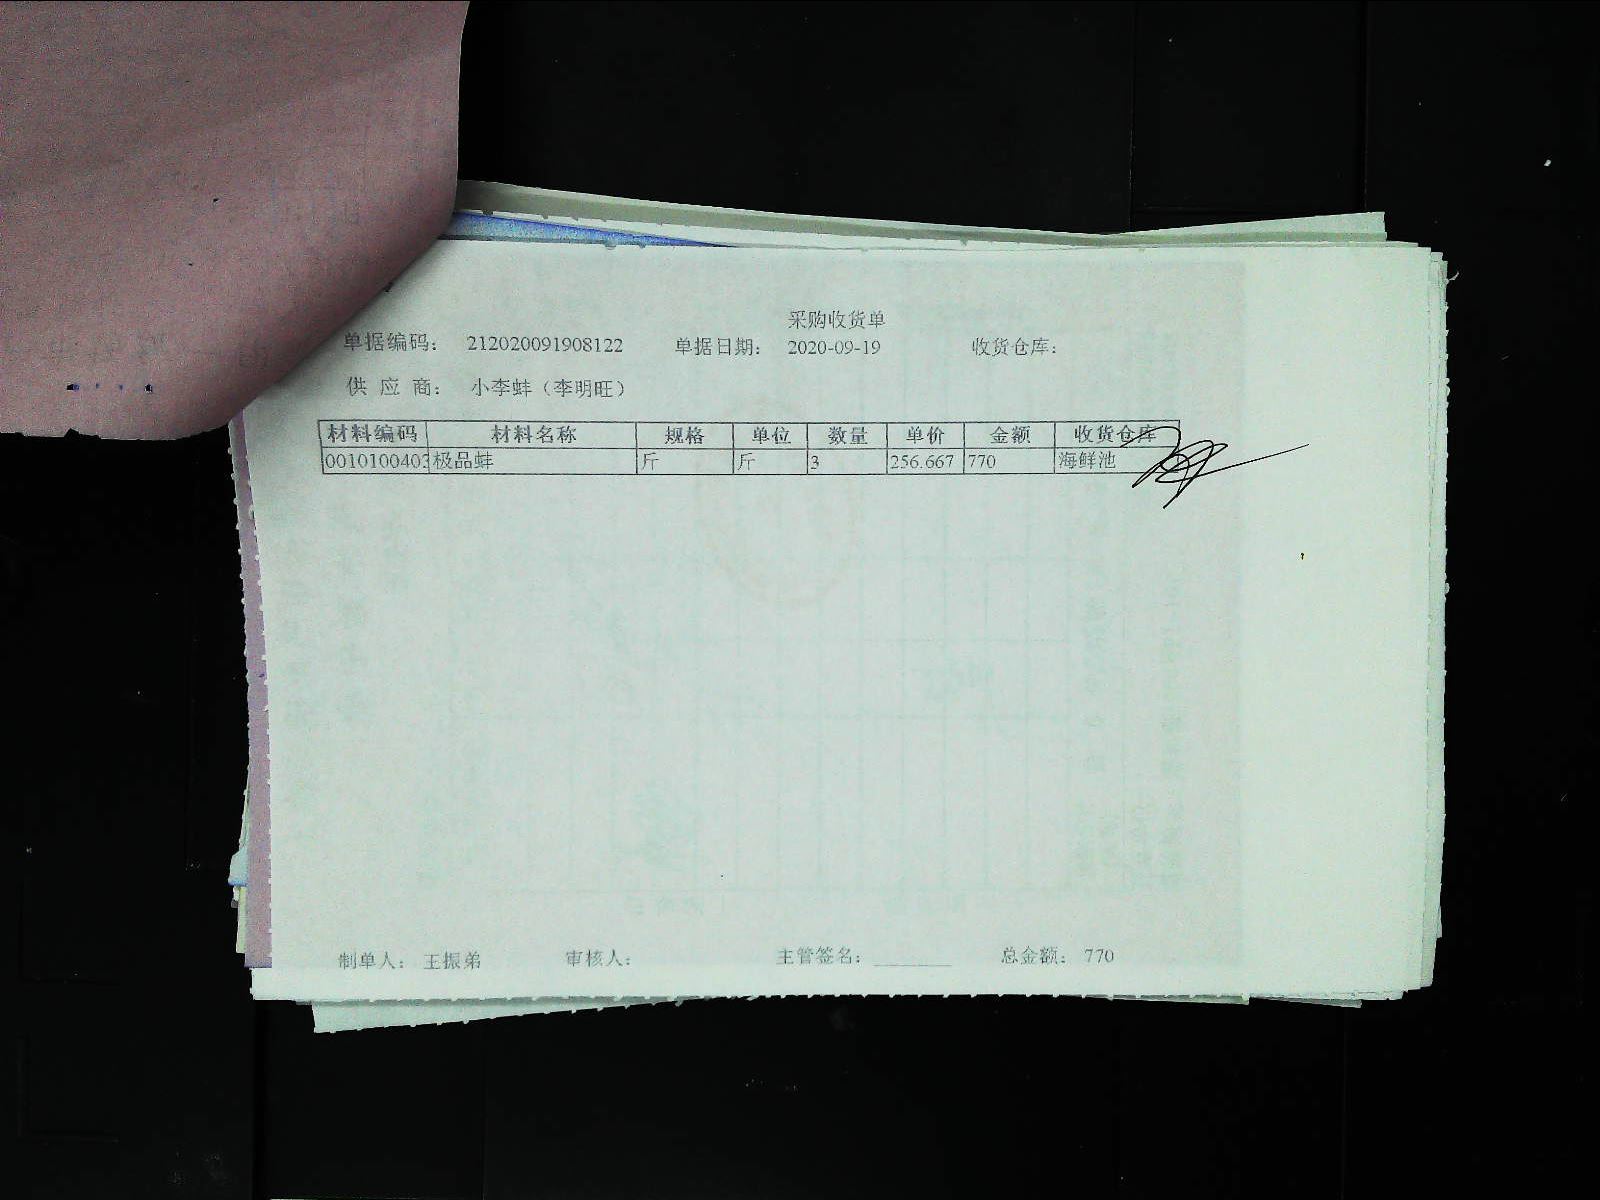 采购收货单
单据编码： 212020091908122 单据日期： 2020-09-19 收货仓库：
供 应 商： 小李蚌（李明旺）
材料编码 材料名称 规格 单位 数量 单价 金额 收货仓库
0010100403 极品蚌 斤 斤 3 256.667 770 海鲜池
制单人： 王振弟 审核人： 主管签名： 总金额： 770